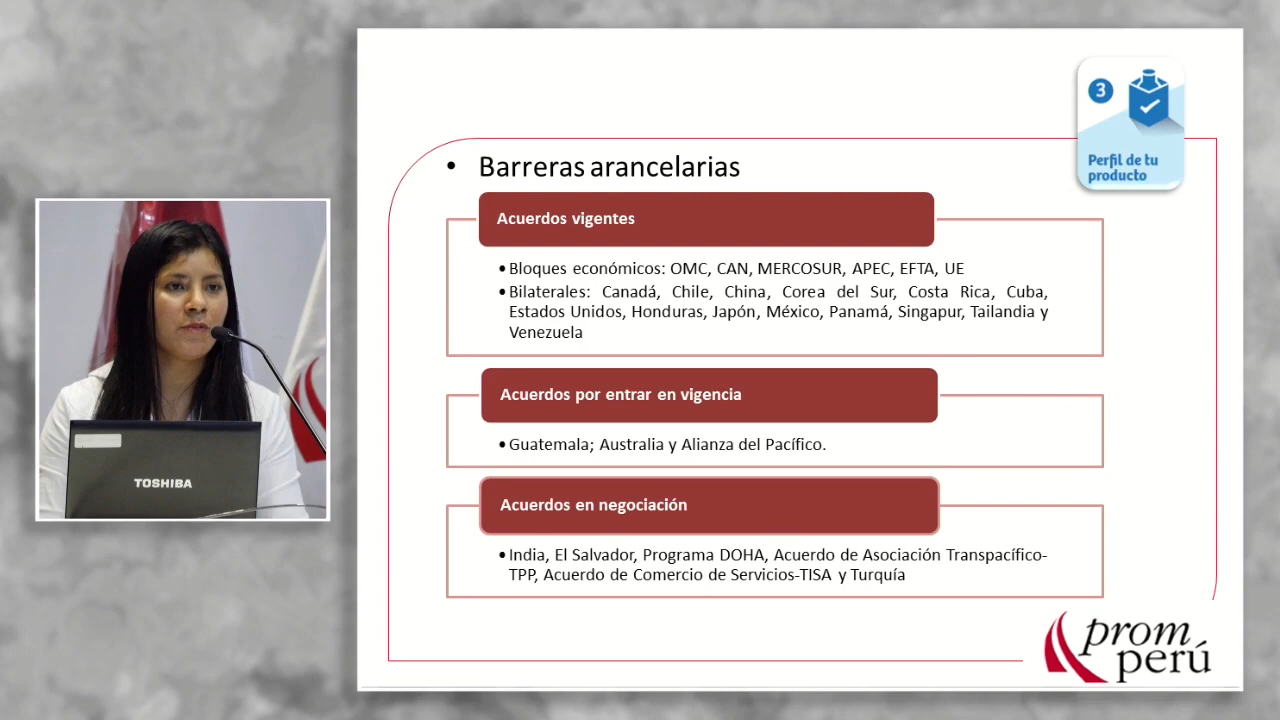 3
Perfil de tu
producto
• Barreras arancelarias
Acuerdos vigentes
• Bloques económicos: OMC, CAN, MERCOSUR, APEC, EFTA, UE
• Bilaterales: Canadá, Chile, China, Corea del Sur, Costa Rica, Cuba,
Estados Unidos, Honduras, Japón, México, Panamá, Singapur, Tailandia y
Venezuela
Acuerdos por entrar en vigencia
• Guatemala; Australia y Alianza del Pacífico.
Acuerdos en negociación
• India, El Salvador, Programa DOHA, Acuerdo de Asociación Transpacífico-
TPP, Acuerdo de Comercio de Servicios-TISA y Turquía
TOSHIBA
prom
perú